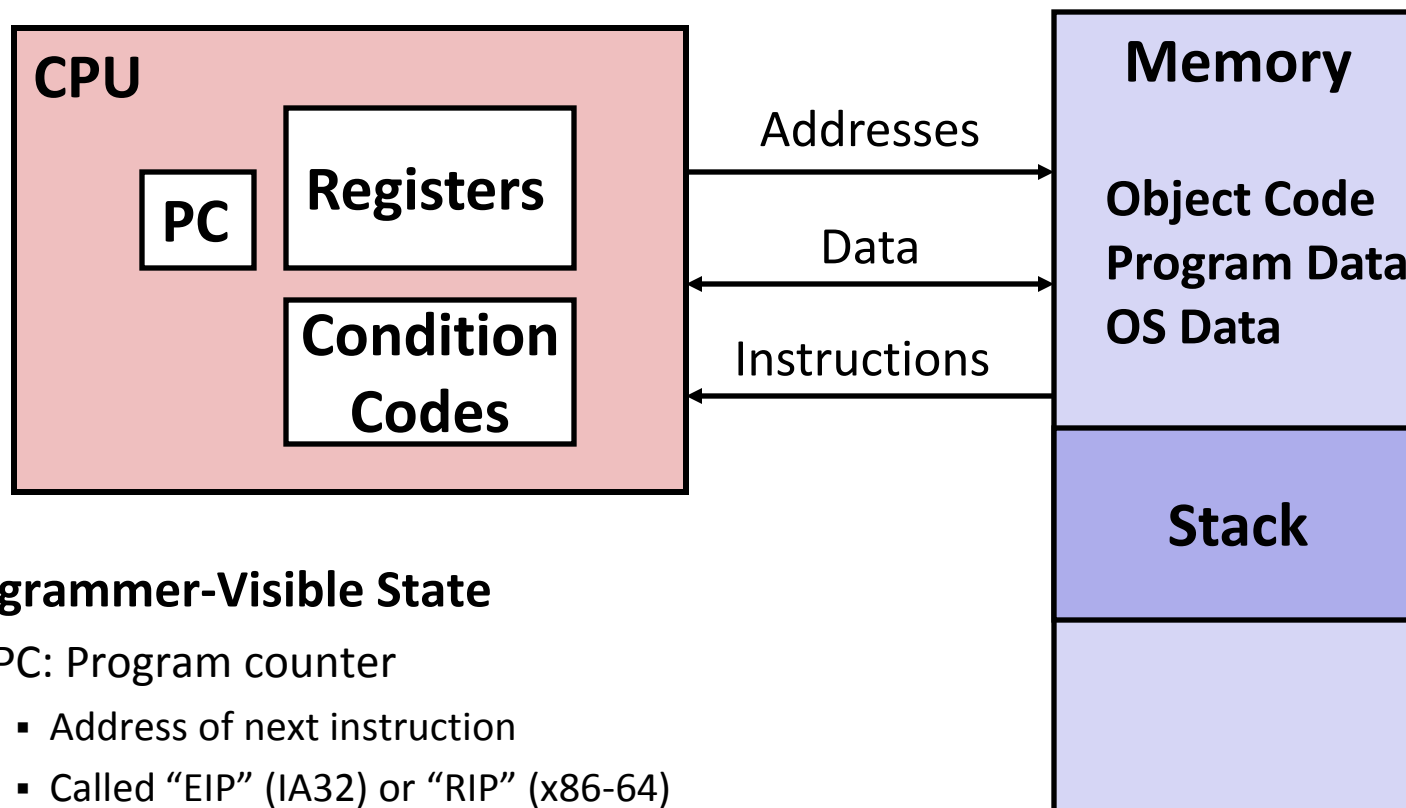 CPU
PC
Registers
Condition
Codes
Addresses
Data
Instructions
Memory
Object Code
Program Data
OS Data
Stack
grammer-Visible State
PC: Program counter
▪ Address of next instruction
▪ Called “EIP” (IA32) or “RIP” (x86-64)